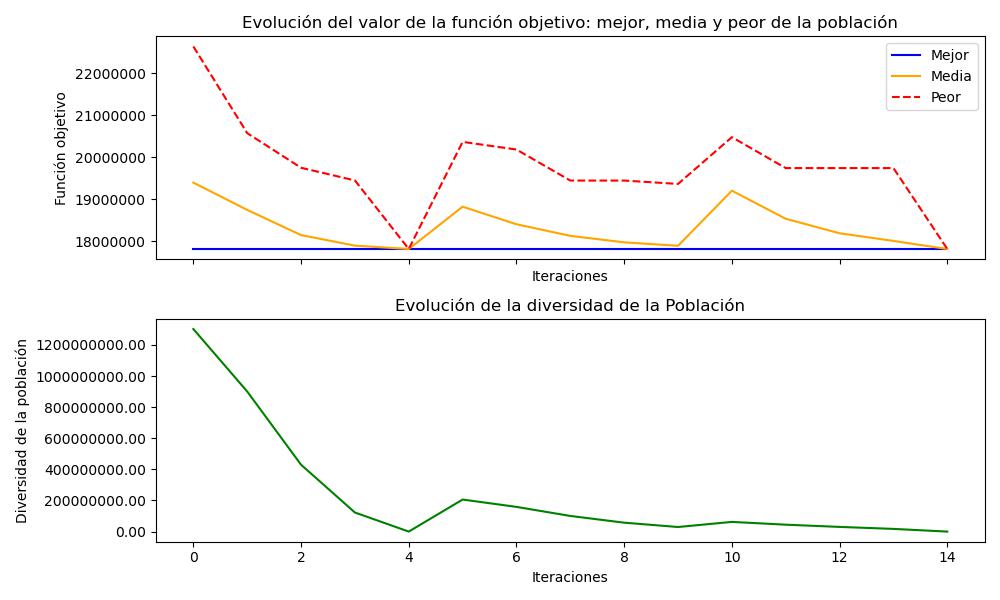 Evolución del valor de la función objetivo: mejor, media y peor de la población
Función objetivo
22000000
21000000
20000000
19000000
18000000
Mejor
Media
Peor
Iteraciones
Evolución de la diversidad de la Población
Diversidad de la población
1200000000.00
1000000000.00
800000000.00
600000000.00
400000000.00
200000000.00
0.00
0 2 4 6 8 10 12 14
Iteraciones